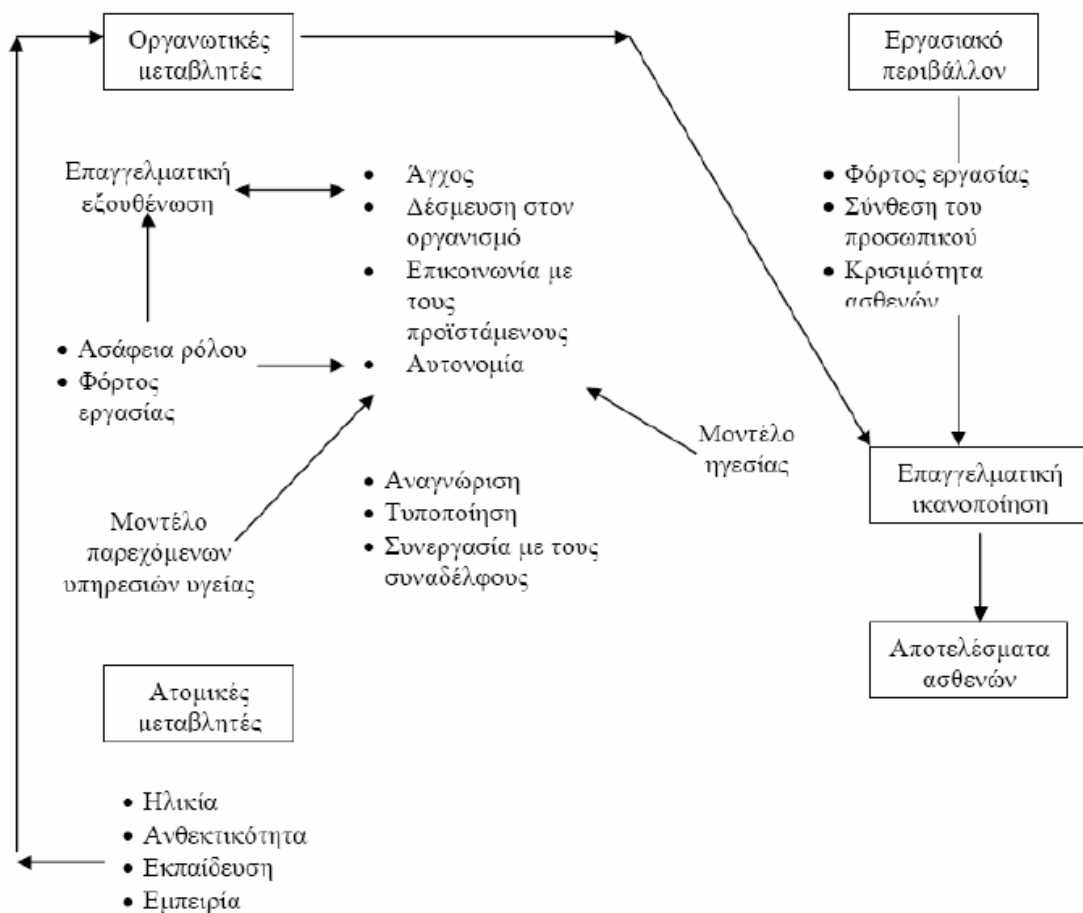 Οργανωτικές
μεταβλητές
Εργασιακό
περιβάλλον
Επαγγελματική
εξουθένωση
• Άγχος
• Δέσμευση στον
οργανισμό
• Επικοινωνία με
τους
προϊστάμενους
• Αυτονομία
• Φόρτος εργασίας
• Σύνθεση του
προσωπικού
• Κρισιμότητα
ασθενών
• Ασάφεια ρόλου
• Φόρτος
εργασίας
Μοντέλο
ηγεσίας
Επαγγελματική
ικανοποίηση
• Αναγνώριση
• Τυποποίηση
• Συνεργασία με τους
συναδέλφους
Μοντέλο
παρεχόμενων
υπηρεσιών υγείας
Αποτελέσματα
ασθενών
Ατομικές
μεταβλητές
• Ηλικία
• Ανθεκτικότητα
• Εκπαίδευση
• Εμπειρία